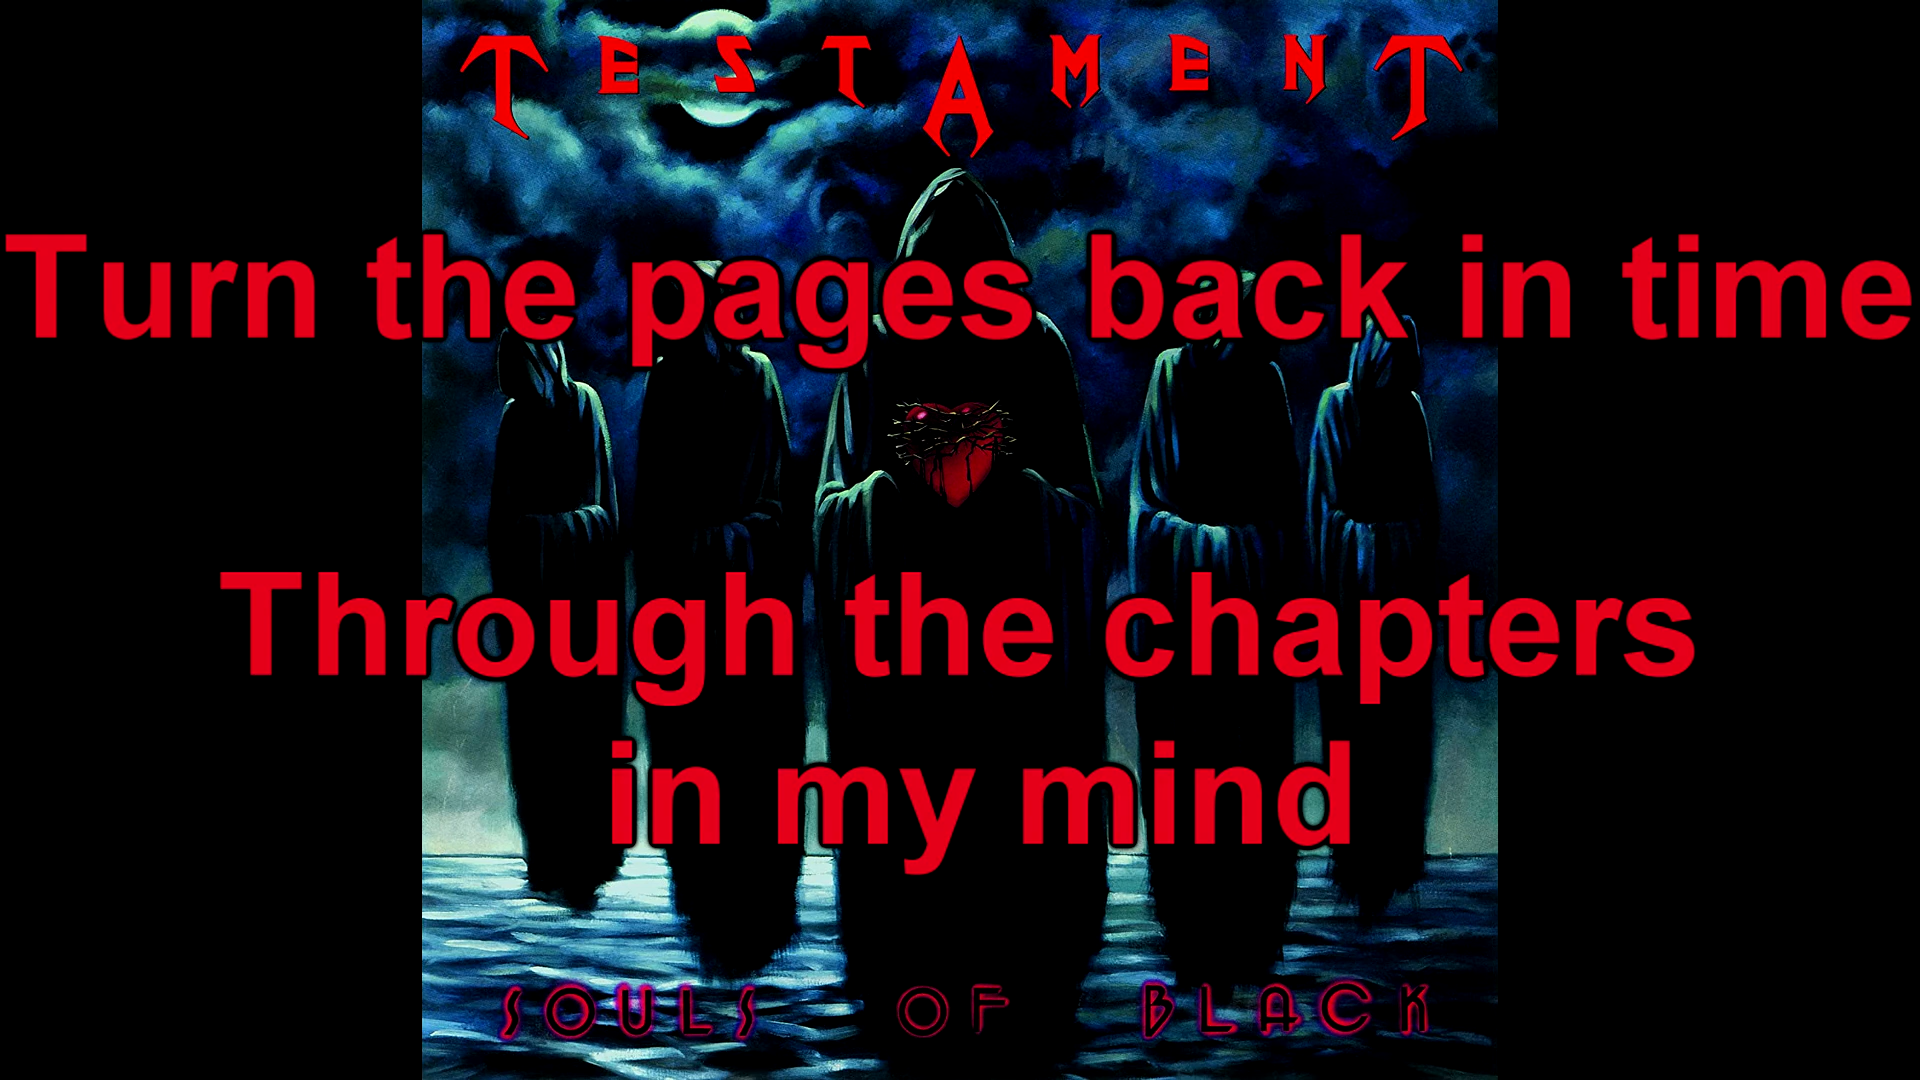 TESTAMENT
Turn the pages back in time
Through the chapters
in my mind
SOULS OF BLACK